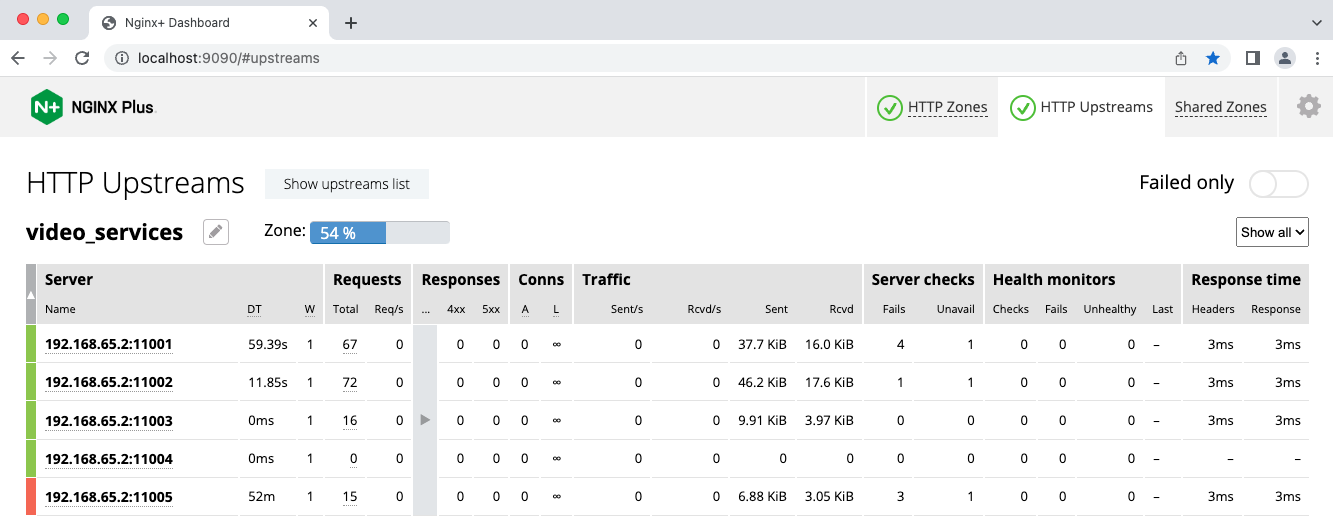 Nginx+ Dashboard
localhost:9090/#upstreams
N+ NGINX Plus HTTP Zones HTTP Upstreams Shared Zones
HTTP Upstreams Show upstreams list Failed only
video_services Zone: 54 % Show all
Server Requests Responses Conns Traffic Server checks Health monitors Response time
Name DT W Total Req/s ... 4xx 5xx A L Sent/s Rcvd/s Sent Rcvd Fails Unavail Checks Fails Unhealthy Last Headers Response
192.168.65.2:11001 59.39s 1 67 0 0 0 0 ∞ 0 0 37.7 KiB 16.0 KiB 4 1 0 0 0 – 3ms 3ms
192.168.65.2:11002 11.85s 1 72 0 0 0 0 ∞ 0 0 46.2 KiB 17.6 KiB 1 1 0 0 0 – 3ms 3ms
192.168.65.2:11003 0ms 1 16 0 0 0 0 ∞ 0 0 9.91 KiB 3.97 KiB 0 0 0 0 0 – 3ms 3ms
192.168.65.2:11004 0ms 1 0 0 0 0 0 ∞ 0 0 0 0 0 0 0 0 0 – – –
192.168.65.2:11005 52m 1 15 0 0 0 0 ∞ 0 0 6.88 KiB 3.05 KiB 3 1 0 0 0 – 3ms 3ms